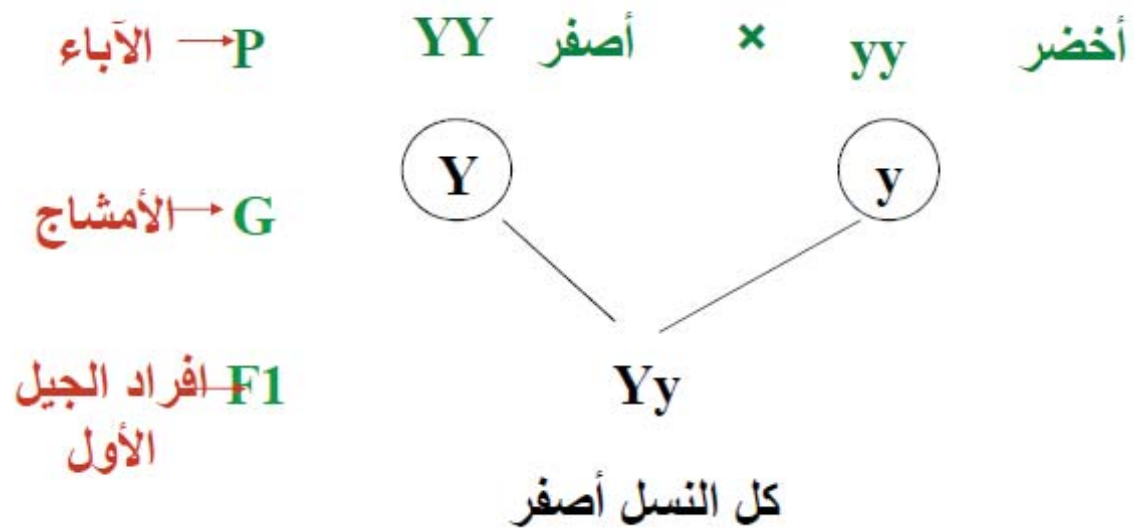 P → الآباء YY أصفر × yy أخضر
G → الأمشاج Y y
F1 → افراد الجيل Yy
الأول
كل النسل أصفر